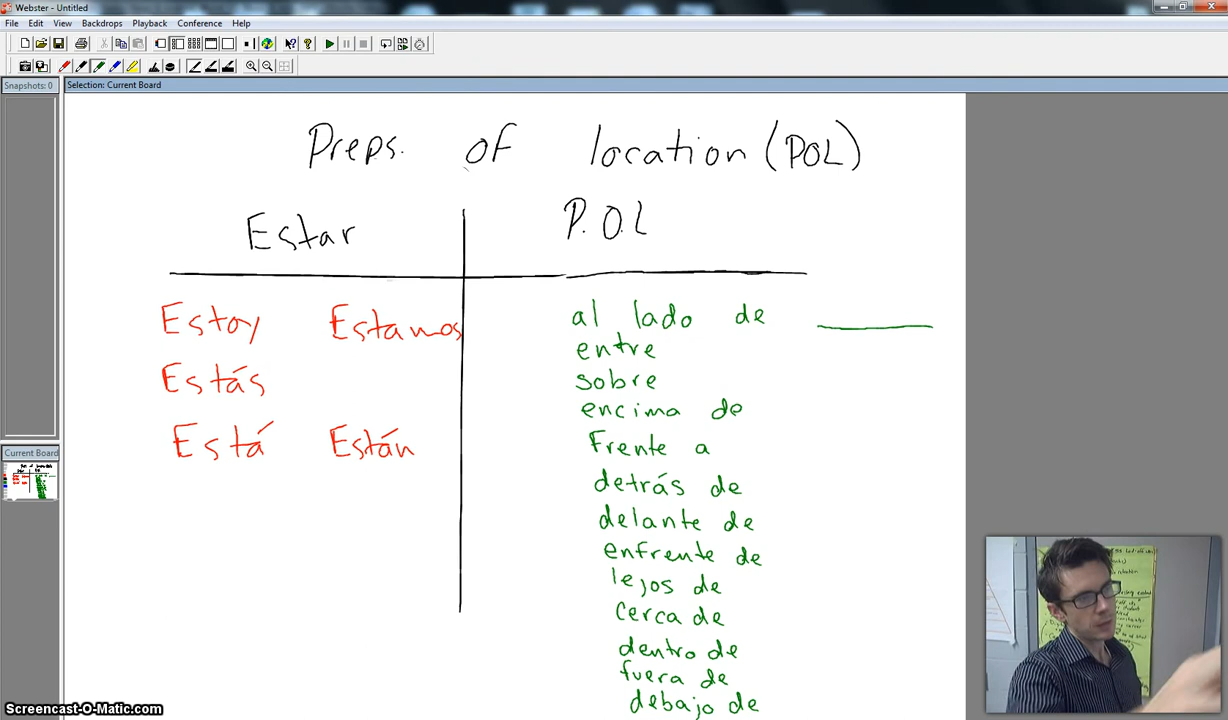 Webster - Untitled
File Edit View Backdrops Playback Conference Help
Snapshots: 0
Selection: Current Board
Preps. of location (POL)
Estar
P.O.L
Estoy Estamos
Estás
Está Están
al lado de
entre
sobre
encima de
Frente a
detrás de
delante de
enfrente de
lejos de
cerca de
dentro de
fuera de
debajo de
Current Board
Screencast-O-Matic.com